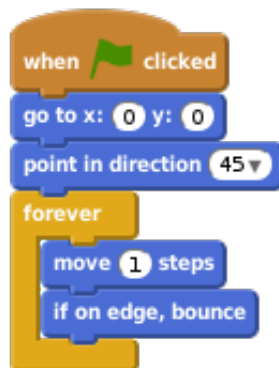 when clicked
go to x: 0 y: 0
point in direction 45▾
forever
move 1 steps
if on edge, bounce